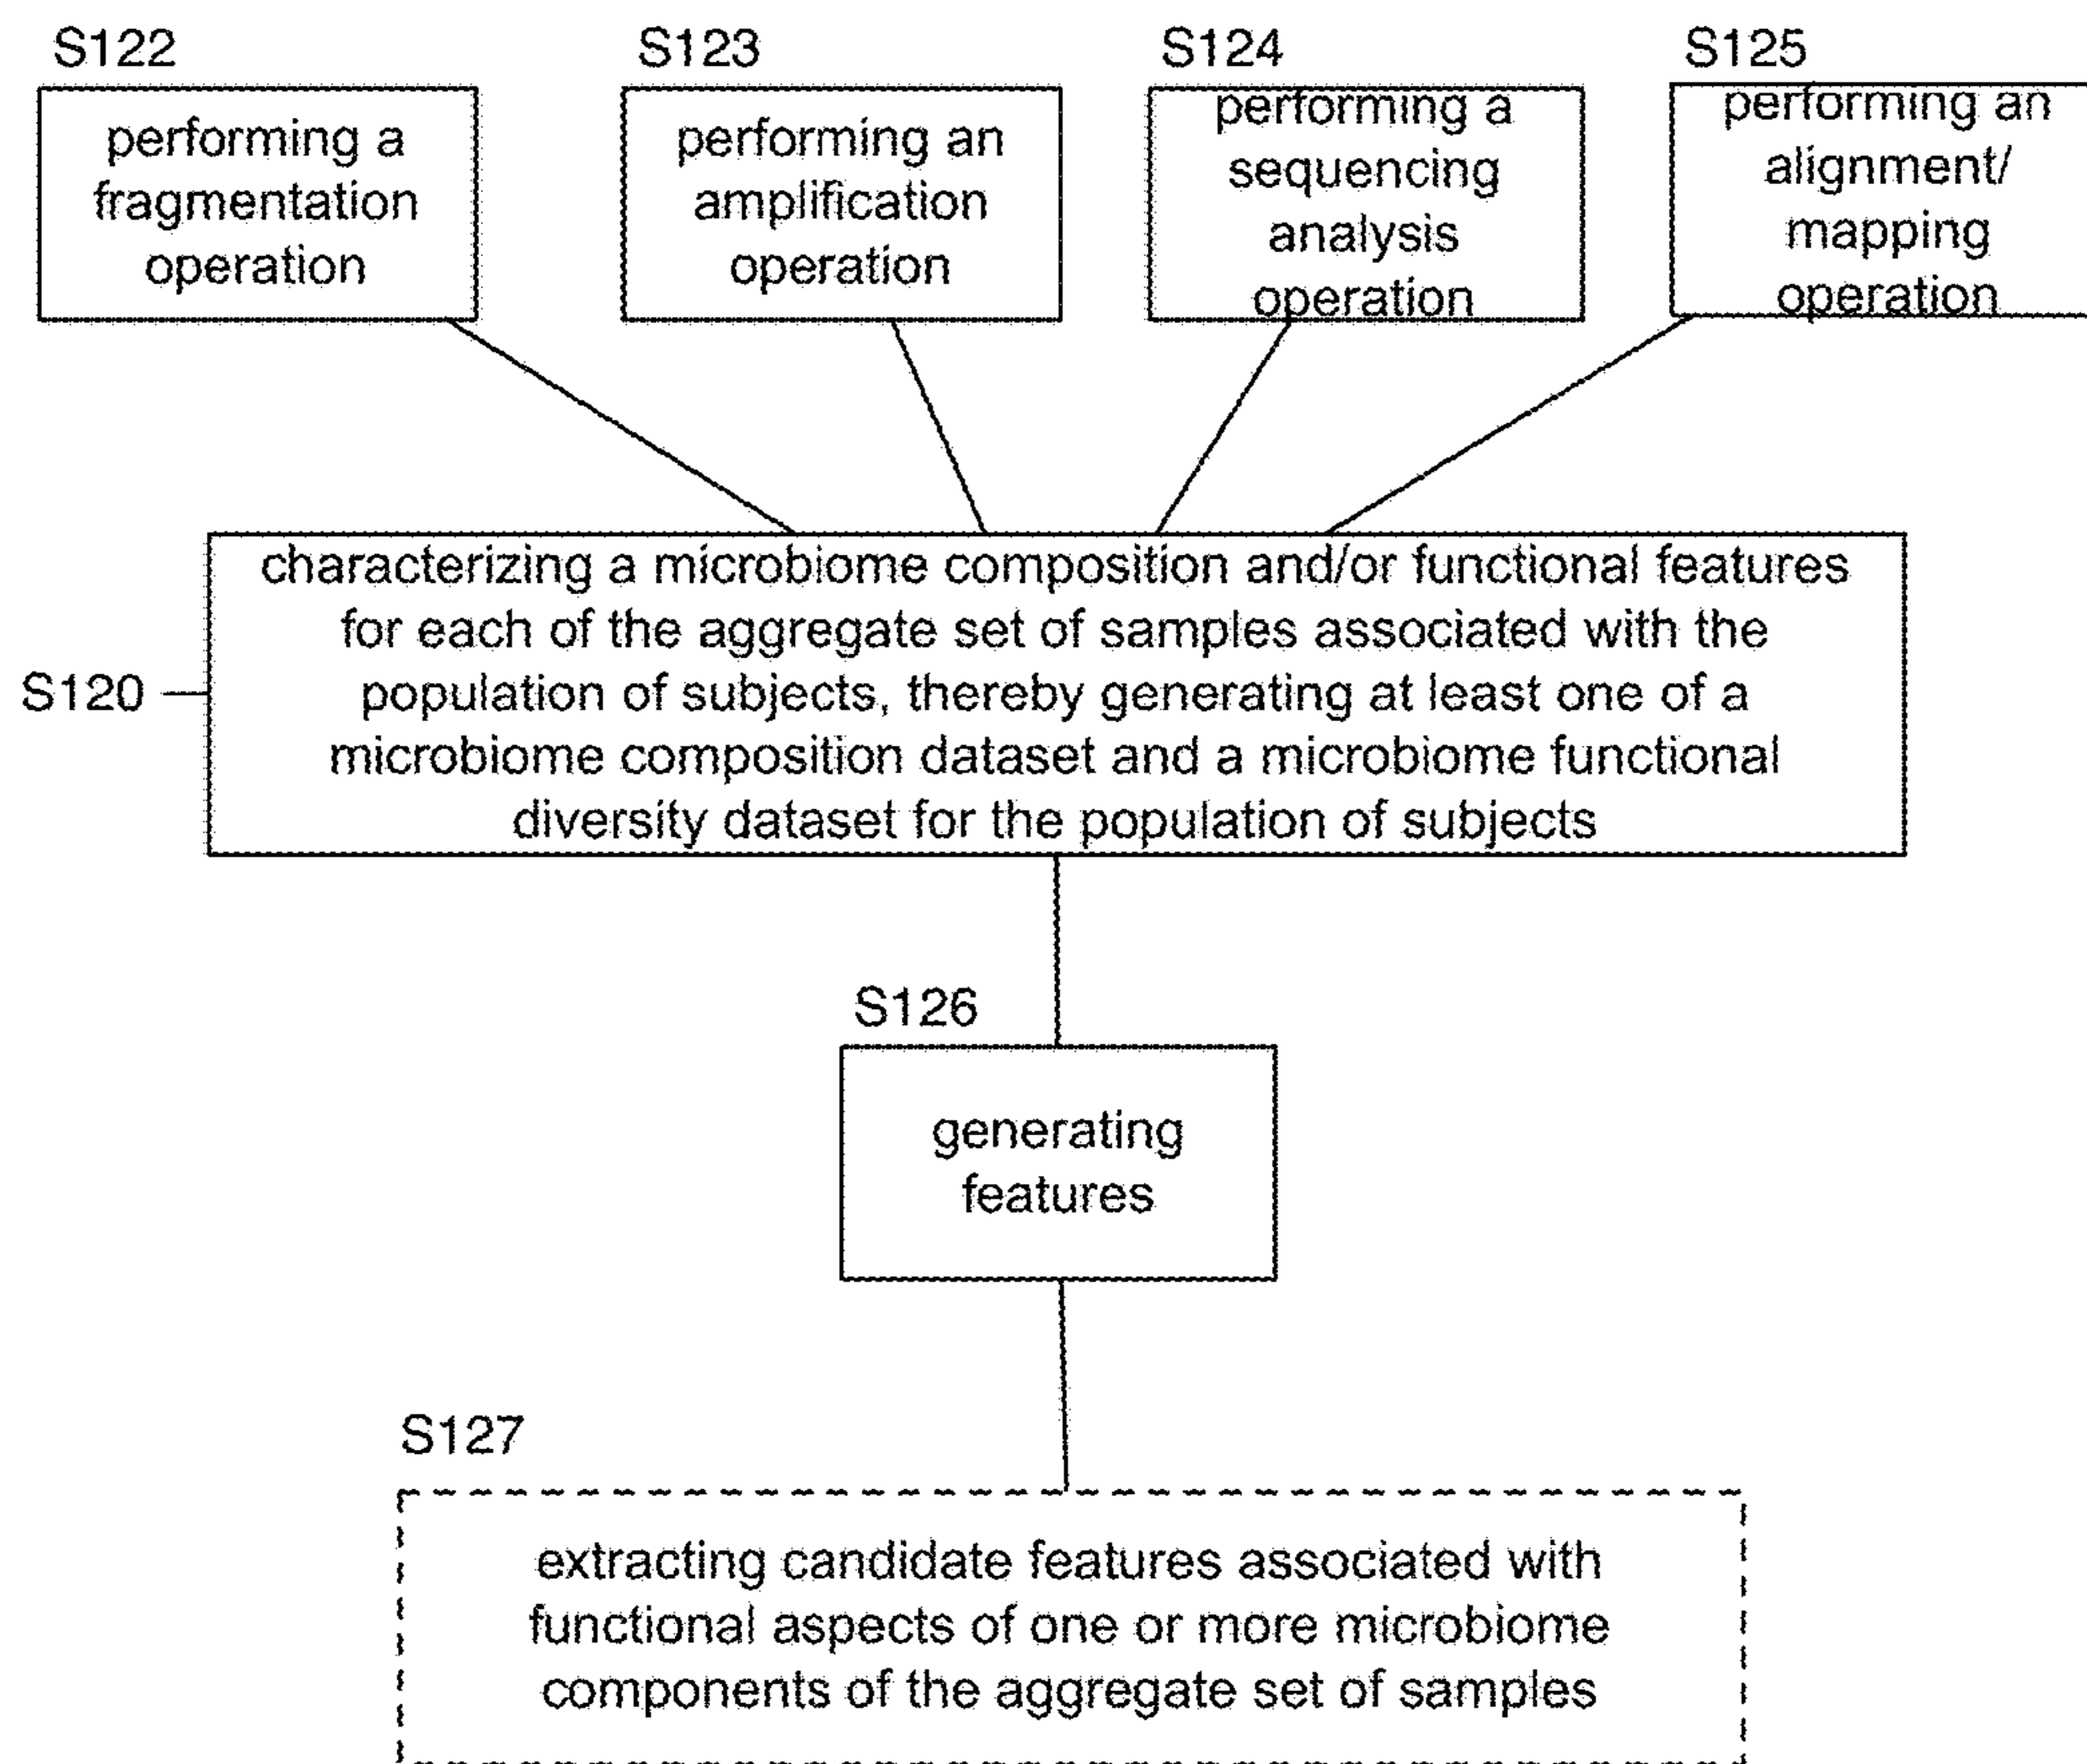 S122
performing a
fragmentation
operation
S123
performing an
amplification
operation
S124
performing a
sequencing
analysis
operation
S125
performing an
alignment/
mapping
operation
S120
characterizing a microbiome composition and/or functional features
for each of the aggregate set of samples associated with the
population of subjects, thereby generating at least one of a
microbiome composition dataset and a microbiome functional
diversity dataset for the population of subjects
S126
generating
features
S127
extracting candidate features associated with
functional aspects of one or more microbiome
components of the aggregate set of samples